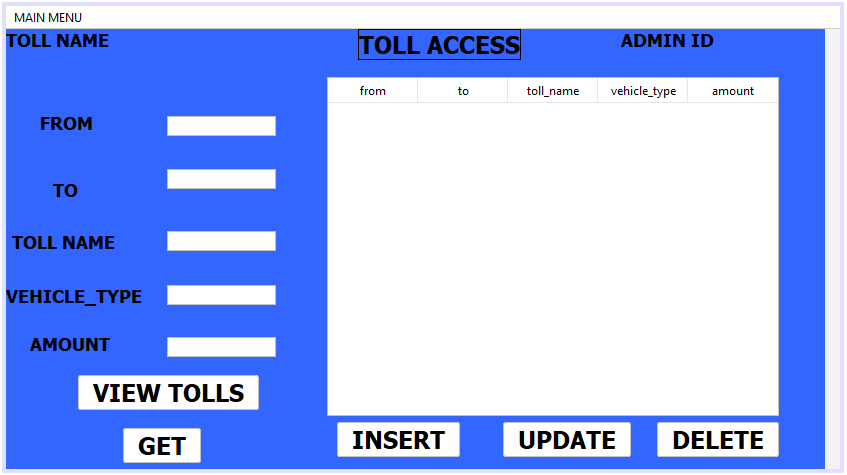 MAIN MENU
TOLL NAME TOLL ACCESS ADMIN ID
from to toll_name vehicle_type amount
FROM
TO
TOLL NAME
VEHICLE_TYPE
AMOUNT
VIEW TOLLS
GET INSERT UPDATE DELETE